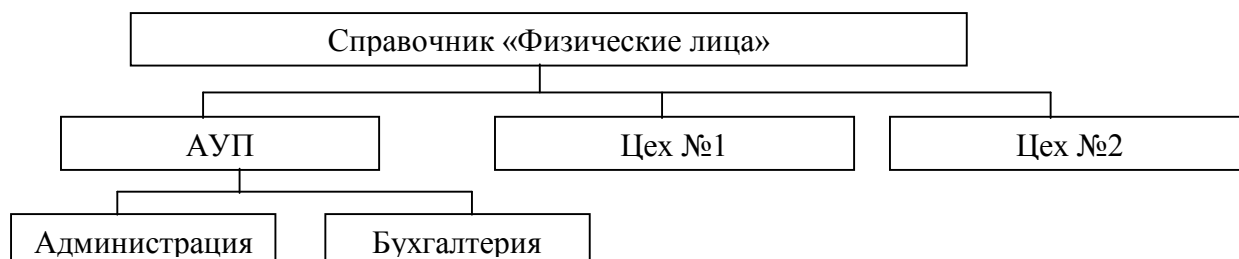 Справочник «Физические лица»
АУП
Цех №1
Цех №2
Администрация
Бухгалтерия